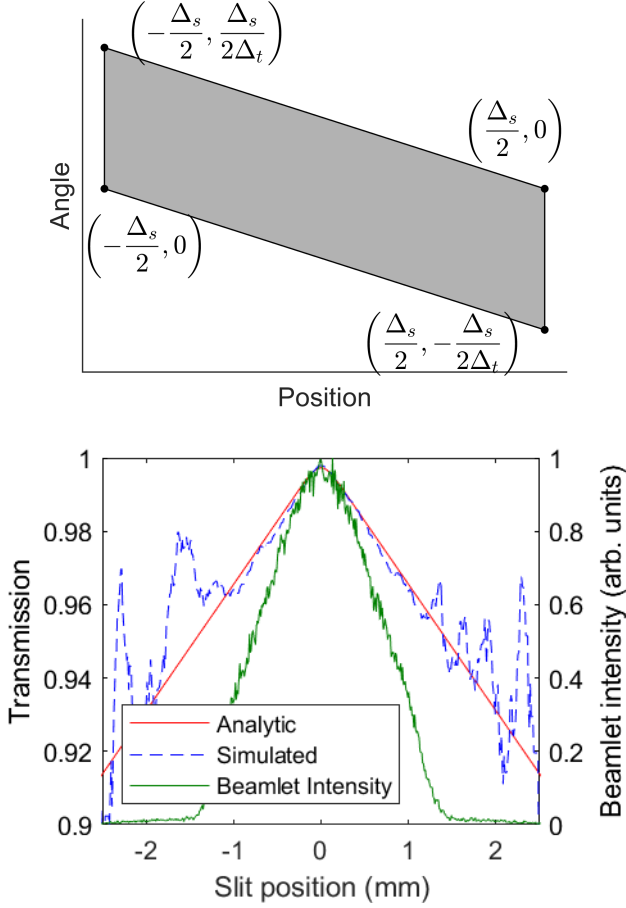 (−Δs/2, Δs/2Δt)
(Δs/2, 0)
Angle
(−Δs/2, 0)
(Δs/2, −Δs/2Δt)
Position
1 1
0.98 0.8
0.96 0.6
0.94 0.4
0.92 0.2
0.9 0
Transmission
Beamlet intensity (arb. units)
Analytic
Simulated
Beamlet Intensity
-2 -1 0 1 2
Slit position (mm)